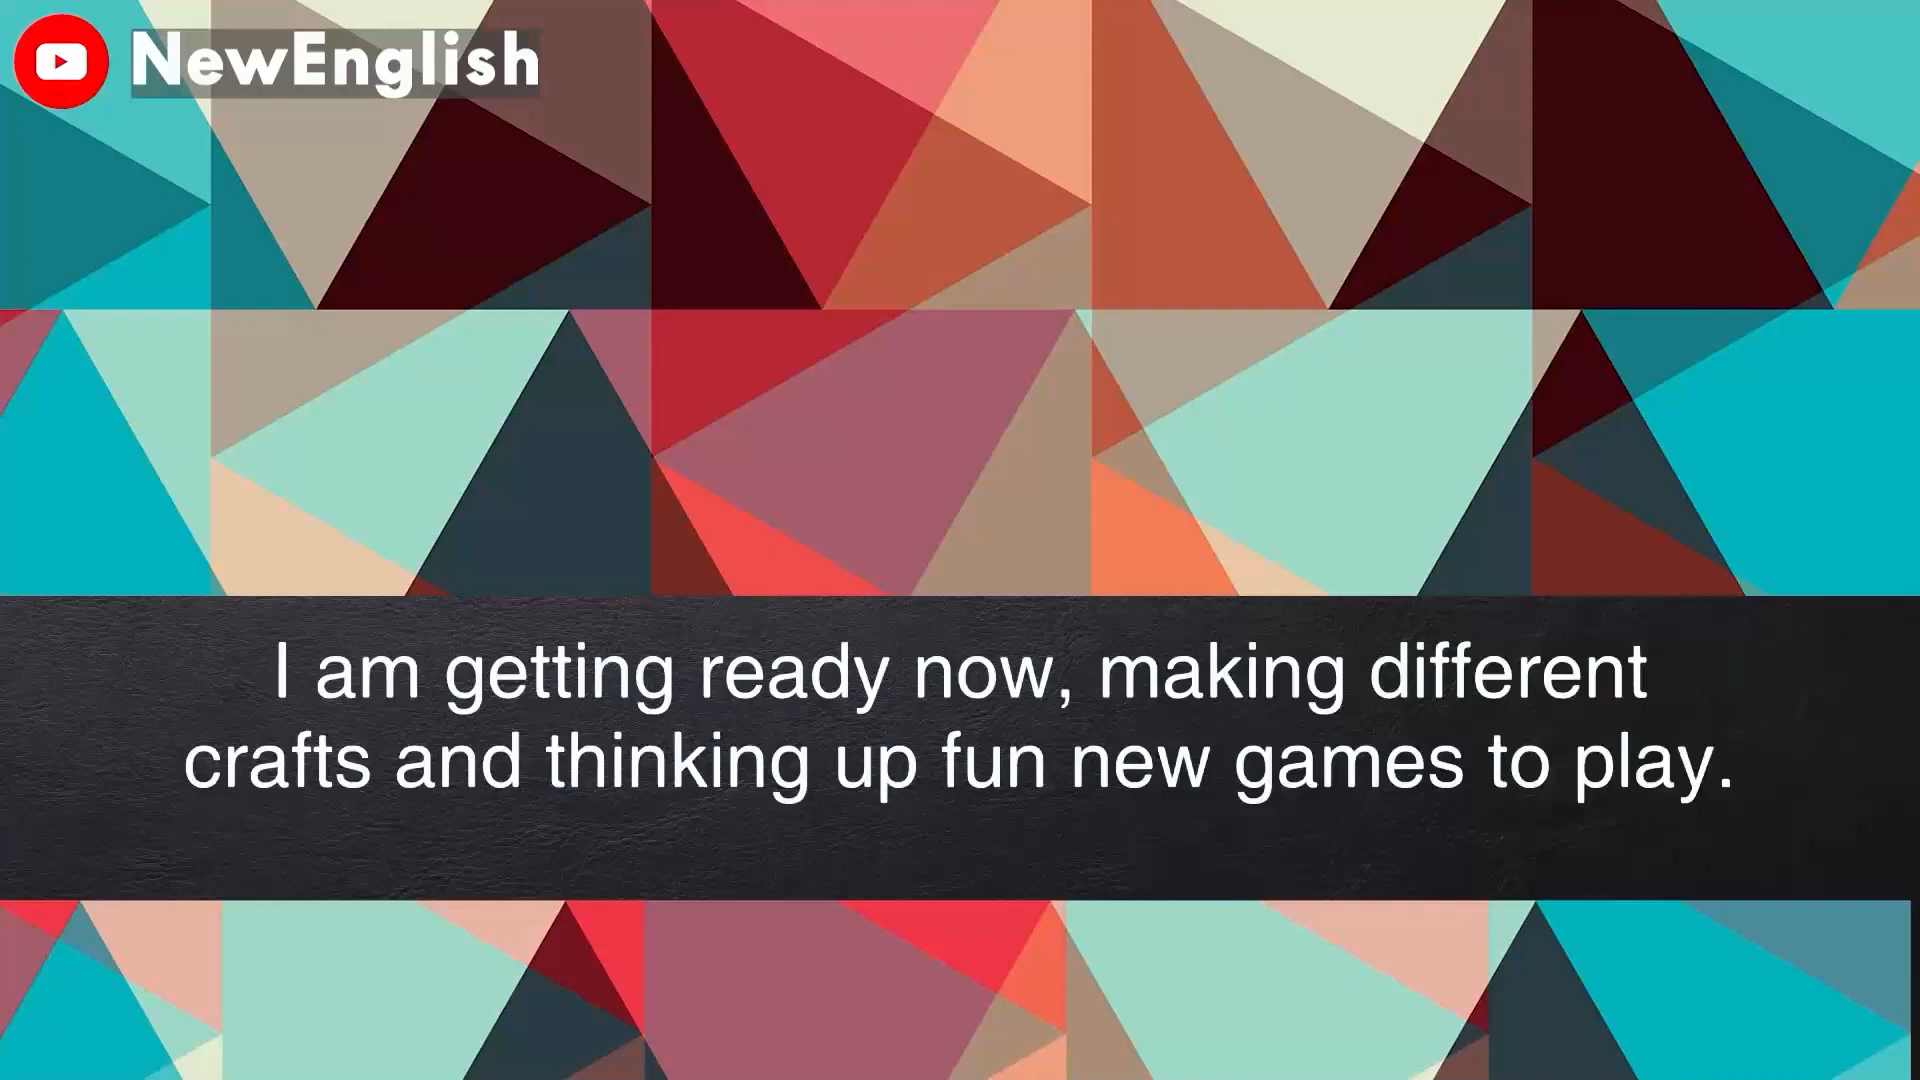 NewEnglish
I am getting ready now, making different
crafts and thinking up fun new games to play.